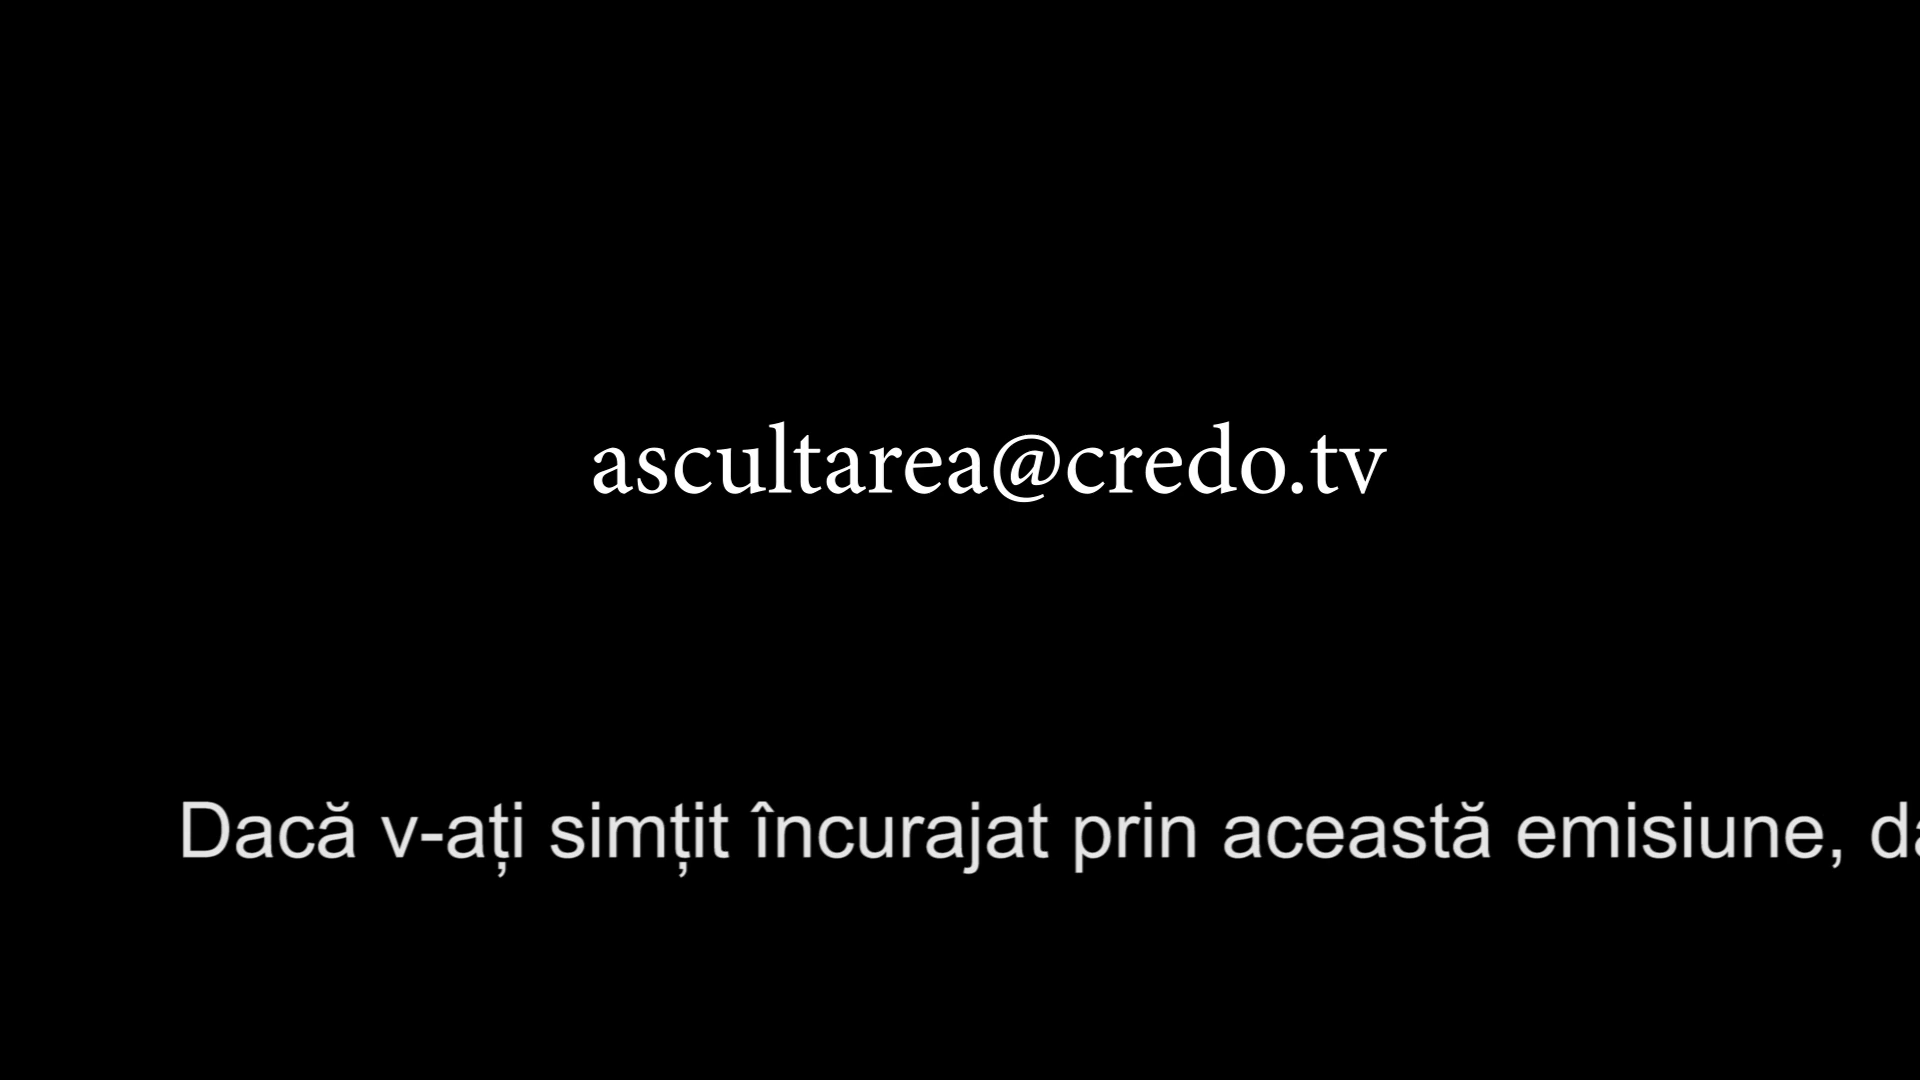 ascultarea@credo.tv
Dacă v-ați simțit încurajat prin această emisiune,